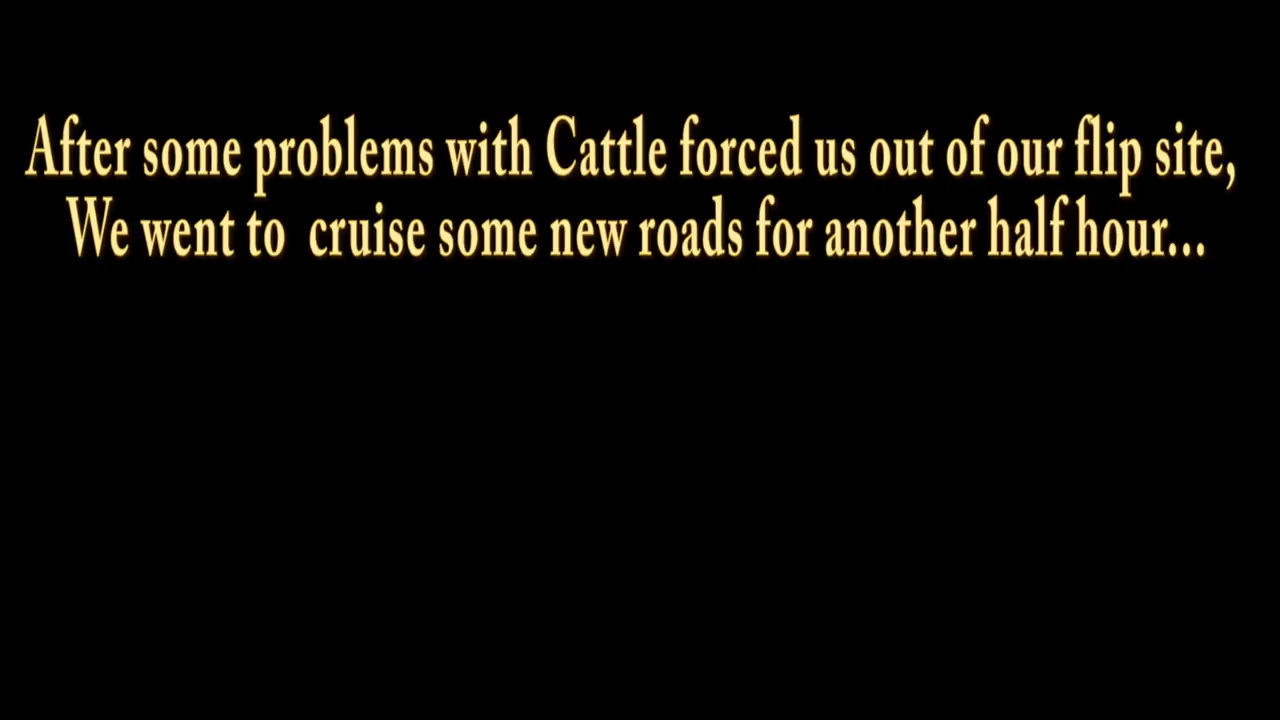 After some problems with Cattle forced us out of our flip site,
We went to  cruise some new roads for another half hour...